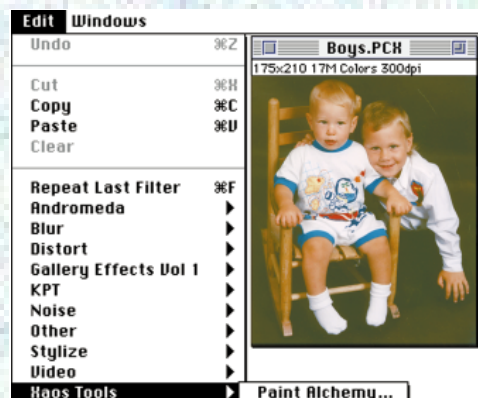 Edit Windows
Undo ⌘Z
Cut ⌘X
Copy ⌘C
Paste ⌘V
Clear
Repeat Last Filter ⌘F
Andromeda
Blur
Distort
Gallery Effects Vol 1
KPT
Noise
Other
Stylize
Video
Xaos Tools
Paint Alchemy...
Boys.PCX
175x210 17M Colors 300dpi